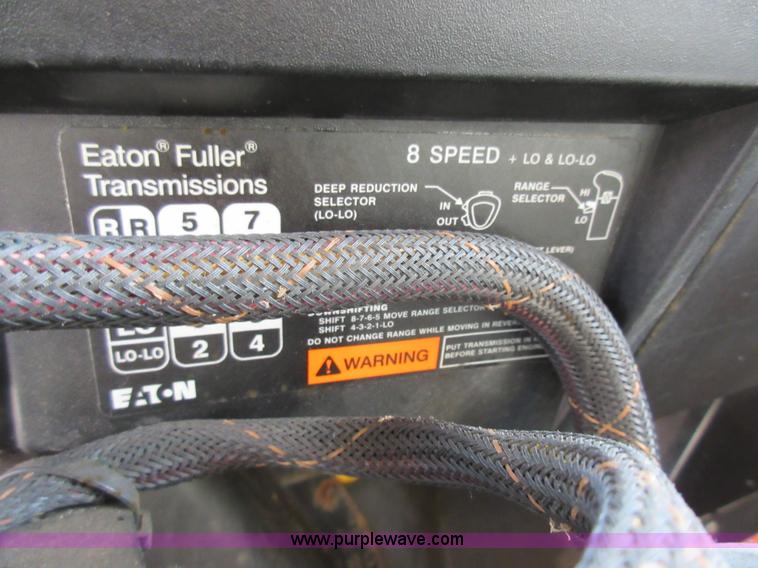 Eaton® Fuller®
Transmissions
8 SPEED + LO & LO-LO
DEEP REDUCTION
SELECTOR
(LO-LO)
IN
OUT
RANGE
SELECTOR
HI
LO
R R 5 7
LEVER)
DOWNSHIFTING
SHIFT 8-7-6-5 MOVE RANGE SELECTOR
SHIFT 4-3-2-1-LO
DO NOT CHANGE RANGE WHILE MOVING IN REVERSE
LO
LO-LO 2 4
WARNING
PUT TRANSMISSION IN
BEFORE STARTING
EATON
www.purplewave.com